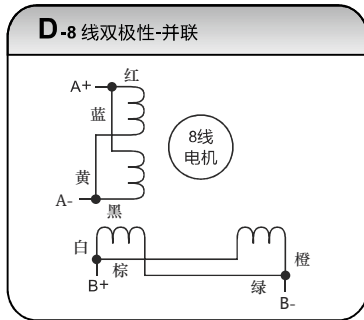 D-8 线双极性-并联
红
A+
蓝
8线
电机
黄
A-
黑
白
棕
橙
绿
B+
B-